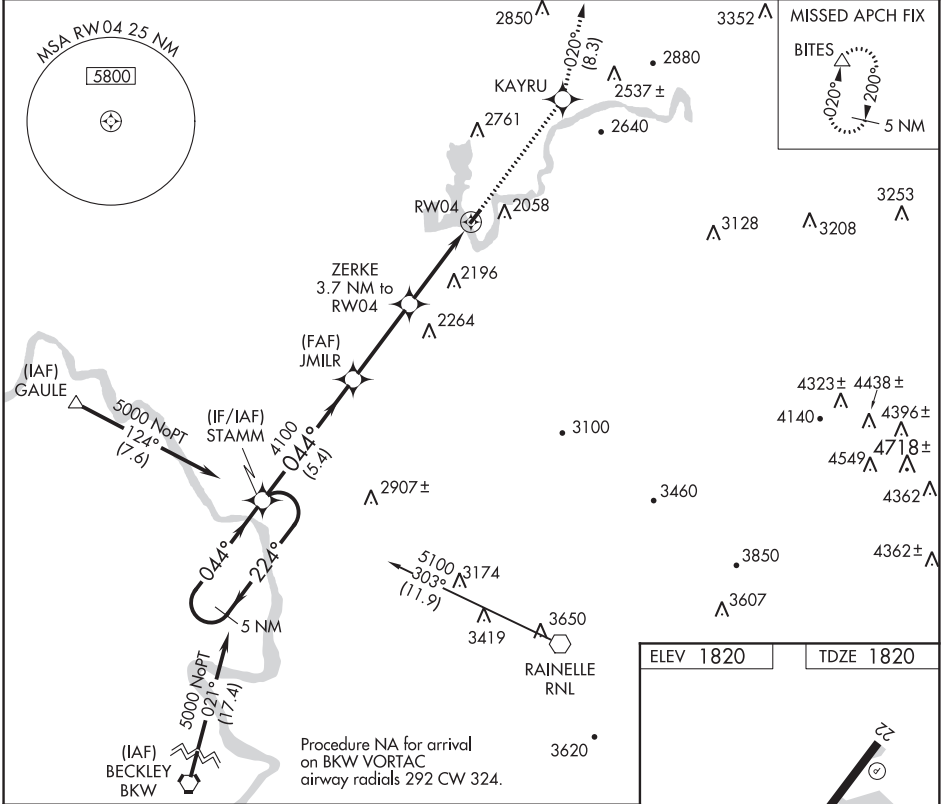 MSA RW04 25 NM
5800
2850
020°
(8.3)
3352
2880
KAYRU
2537 ±
2640
2761
MISSED APCH FIX
BITES
020°
200°
5 NM
RW04
2058
3253
3128
3208
ZERKE
3.7 NM to
RW04
2196
2264
(FAF)
JMILR
(IAF)
GAULE
5000 NoPT
124°
(7.6)
(IF/IAF)
STAMM
4100
044°
(5.4)
3100
4323 ±
4438 ±
4140
4396 ±
4549
4718 ±
4362
2907 ±
3460
044°
224°
5 NM
3850
4362 ±
5100
303°
(11.9)
3174
3419
3650
3607
RAINELLE
RNL
5000 NoPT
021°
(17.4)
(IAF)
BECKLEY
BKW
Procedure NA for arrival
on BKW VORTAC
airway radials 292 CW 324.
3620
ELEV 1820
TDZE 1820
22
P